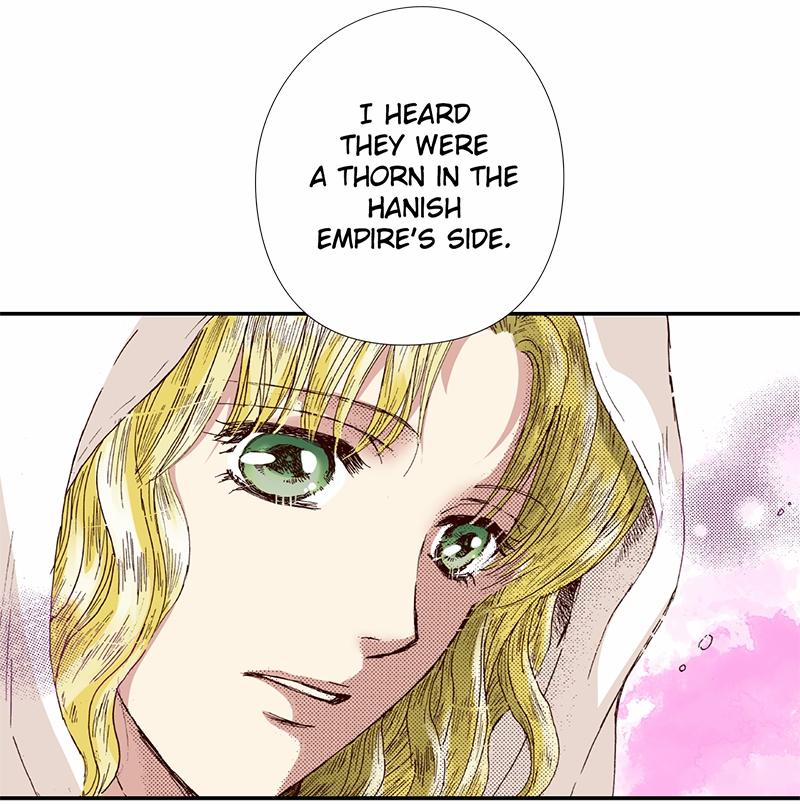 I HEARD
THEY WERE
A THORN IN THE
HANISH
EMPIRE'S SIDE.